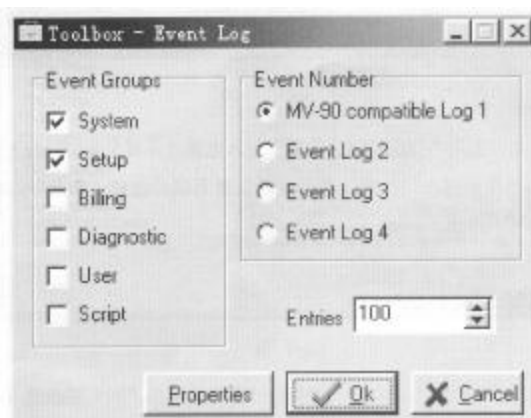 Toolbox - Event Log
Event Groups
System
Setup
Billing
Diagnostic
User
Script
Event Number
MV-90 compatible Log 1
Event Log 2
Event Log 3
Event Log 4
Entries 100
Properties
Ok
Cancel